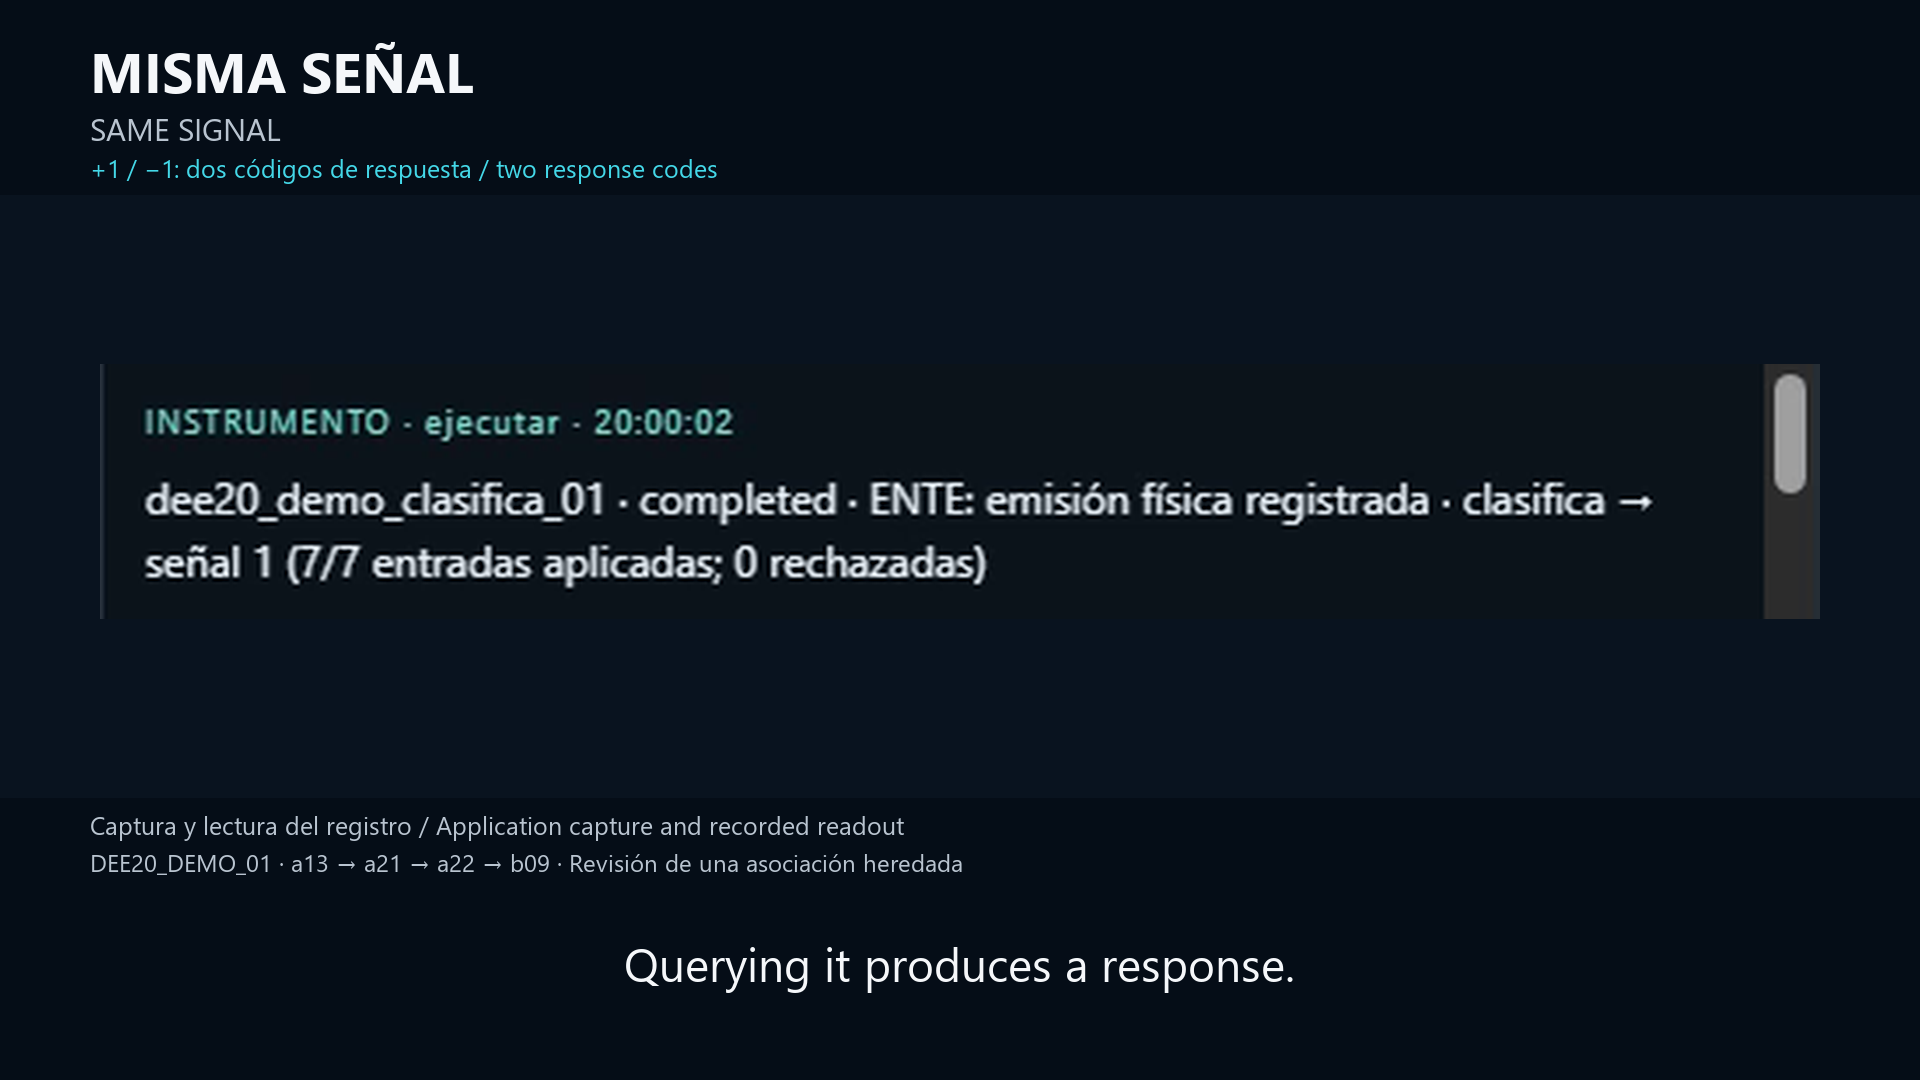 MISMA SEÑAL
SAME SIGNAL
+1 / −1: dos códigos de respuesta / two response codes
INSTRUMENTO · ejecutar · 20:00:02
dee20_demo_clasifica_01 · completed · ENTE: emisión física registrada · clasifica →
señal 1 (7/7 entradas aplicadas; 0 rechazadas)
Captura y lectura del registro / Application capture and recorded readout
DEE20_DEMO_01 · a13 → a21 → a22 → b09 · Revisión de una asociación heredada
Querying it produces a response.